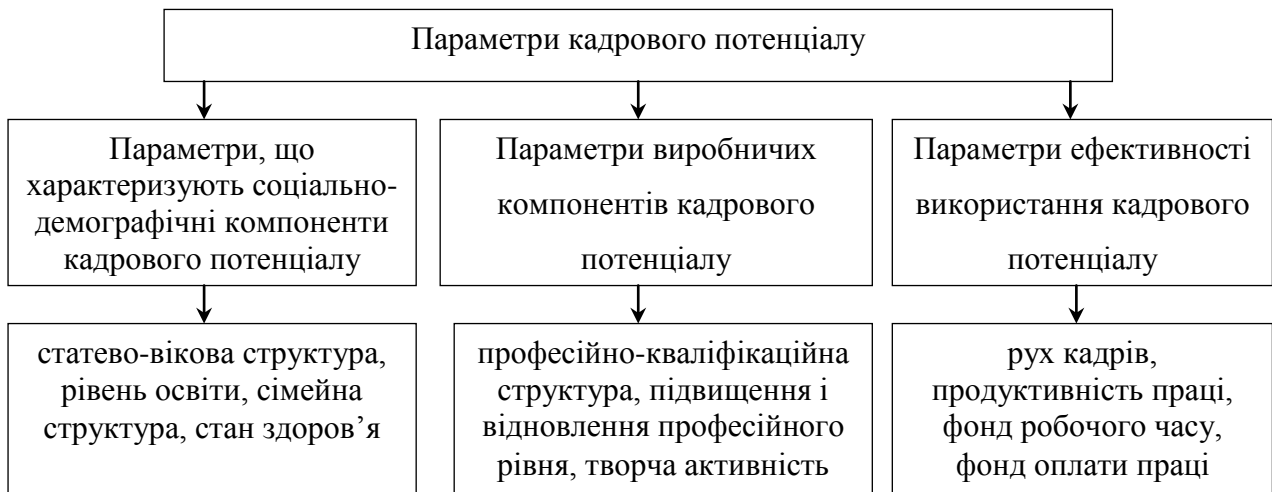 Параметри кадрового потенціалу
Параметри, що
характеризують соціально-
демографічні компоненти
кадрового потенціалу
Параметри виробничих
компонентів кадрового
потенціалу
Параметри ефективності
використання кадрового
потенціалу
статево-вікова структура,
рівень освіти, сімейна
структура, стан здоров’я
професійно-кваліфікаційна
структура, підвищення і
відновлення професійного
рівня, творча активність
рух кадрів,
продуктивність праці,
фонд робочого часу,
фонд оплати праці